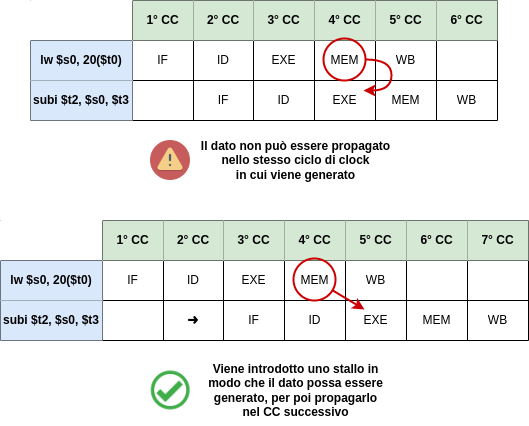 1° CC 2° CC 3° CC 4° CC 5° CC 6° CC
lw $s0, 20($t0) IF ID EXE MEM WB
subi $t2, $s0, $t3 IF ID EXE MEM WB
Il dato non può essere propagato
nello stesso ciclo di clock
in cui viene generato
1° CC 2° CC 3° CC 4° CC 5° CC 6° CC 7° CC
lw $s0, 20($t0) IF ID EXE MEM WB
subi $t2, $s0, $t3 ➔ IF ID EXE MEM WB
Viene introdotto uno stallo in
modo che il dato possa essere
generato, per poi propagarlo
nel CC successivo